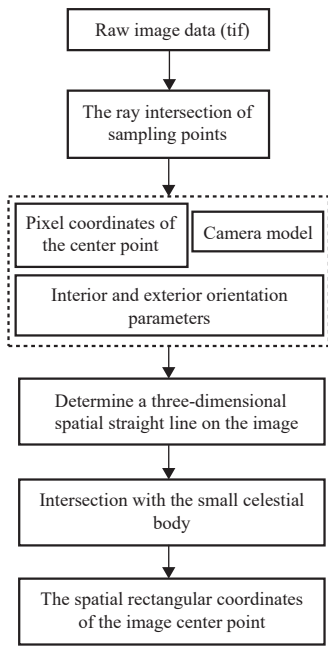 Raw image data (tif)
The ray intersection of
sampling points
Pixel coordinates of
the center point
Camera model
Interior and exterior orientation
parameters
Determine a three-dimensional
spatial straight line on the image
Intersection with the small celestial
body
The spatial rectangular coordinates
of the image center point